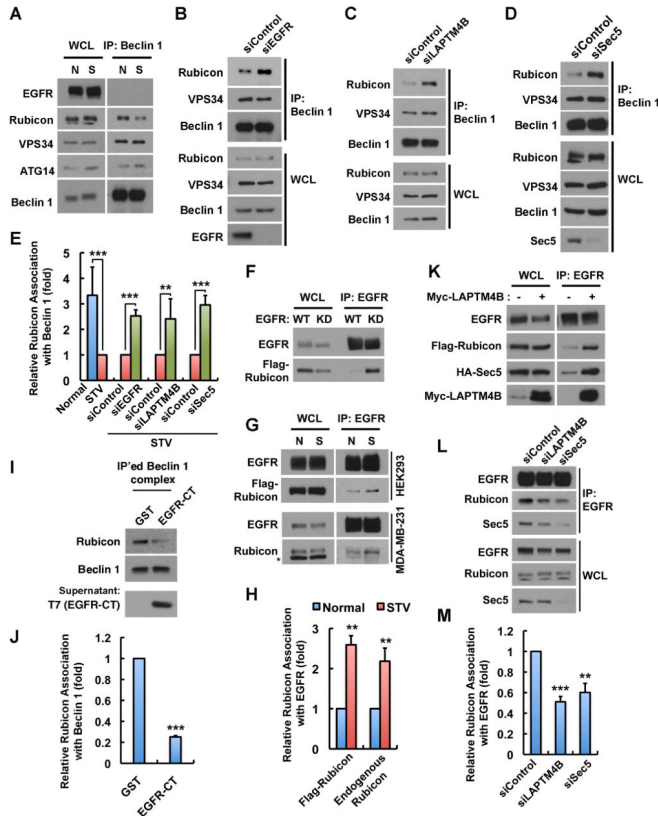 A
WCL IP: Beclin 1
N S N S
EGFR
Rubicon
VPS34
ATG14
Beclin 1
B
siControl
siEGFR
Rubicon
VPS34
Beclin 1
IP:
Beclin 1
Rubicon
VPS34
Beclin 1
EGFR
WCL
C
siControl
siLAPTM4B
Rubicon
VPS34
Beclin 1
IP:
Beclin 1
Rubicon
VPS34
Beclin 1
WCL
D
siControl
siSec5
Rubicon
VPS34
Beclin 1
IP:
Beclin 1
Rubicon
VPS34
Beclin 1
Sec5
WCL
E
Relative Rubicon Association
with Beclin 1 (fold)
5
4
3
2
1
0
*** *** ** ***
Normal
STV
siControl
siEGFR
siControl
siLAPTM4B
siControl
siSec5
STV
F
WCL IP: EGFR
EGFR: WT KD WT KD
EGFR
Flag-
Rubicon
G
WCL IP: EGFR
N S N S
EGFR
Flag-
Rubicon
HEK293
EGFR
Rubicon
*
MDA-MB-231
H
Normal STV
Relative Rubicon Association
with EGFR (fold)
3
2
1
0
** **
Flag-Rubicon
Endogenous
Rubicon
I
IP'ed Beclin 1
complex
GST
EGFR-CT
Rubicon
Beclin 1
Supernatant:
T7 (EGFR-CT)
J
Relative Rubicon Association
with Beclin 1 (fold)
1.2
1
0.8
0.6
0.4
0.2
0
***
GST
EGFR-CT
K
WCL IP: EGFR
Myc-LAPTM4B : - + - +
EGFR
Flag-Rubicon
HA-Sec5
Myc-LAPTM4B
L
siControl
siLAPTM4B
siSec5
EGFR
Rubicon
Sec5
IP:
EGFR
EGFR
Rubicon
Sec5
WCL
M
Relative Rubicon Association
with EGFR (fold)
1.2
1
0.8
0.6
0.4
0.2
0
*** **
siControl
siLAPTM4B
siSec5